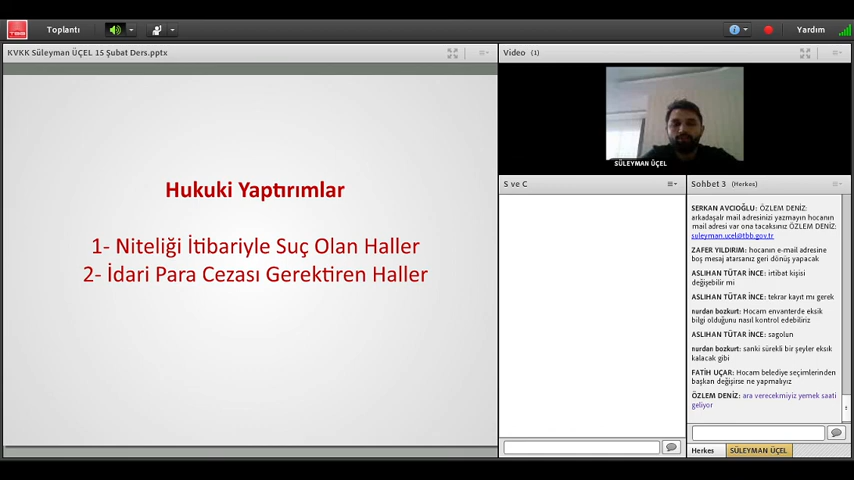 TBB
Toplantı
Yardım
KVKK Süleyman ÜÇEL 15 Şubat Ders.pptx
Hukuki Yaptırımlar
1- Niteliği İtibariyle Suç Olan Haller
2- İdari Para Cezası Gerektiren Haller
Video (1)
SÜLEYMAN ÜÇEL
S ve C
Sohbet 3 (Herkes)
SERKAN AVCIOĞLU: ÖZLEM DENİZ:
arkadaşalr mail adresinizi yazmayın hocanın
mail adresi var ona tacaksınız ÖZLEM DENİZ:
suleyman.ucel@tbb.gov.tr
ZAFER YILDIRIM: hocanın e-mail adresine
boş mesaj atarsanız geri dönüş yapacak
ASLIHAN TÜTAR İNCE: irtibat kişisi
değişebilir mi
ASLIHAN TÜTAR İNCE: tekrar kayıt mı gerek
nurdan bozkurt: Hocam envanterde eksik
bilgi olduğunu nasıl kontrol edebiliriz
ASLIHAN TÜTAR İNCE: sagolun
nurdan bozkurt: sanki sürekli bir şeyler eksık
kalacak gibi
FATİH UÇAR: Hocam belediye seçimlerinden
başkan değişirse ne yapmalıyız
ÖZLEM DENİZ: ara verecekmiyiz yemek saati
geliyor
Herkes
SÜLEYMAN ÜÇEL